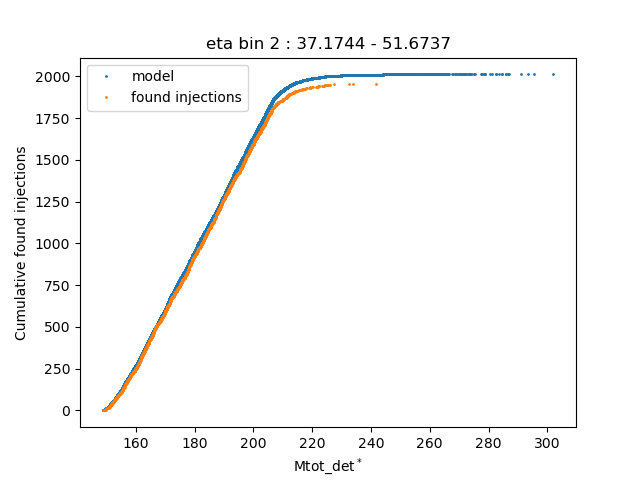 eta bin 2 : 37.1744 - 51.6737
model
found injections
2000
1750
1500
1250
1000
750
500
250
0
Cumulative found injections
160 180 200 220 240 260 280 300
Mtot_det*